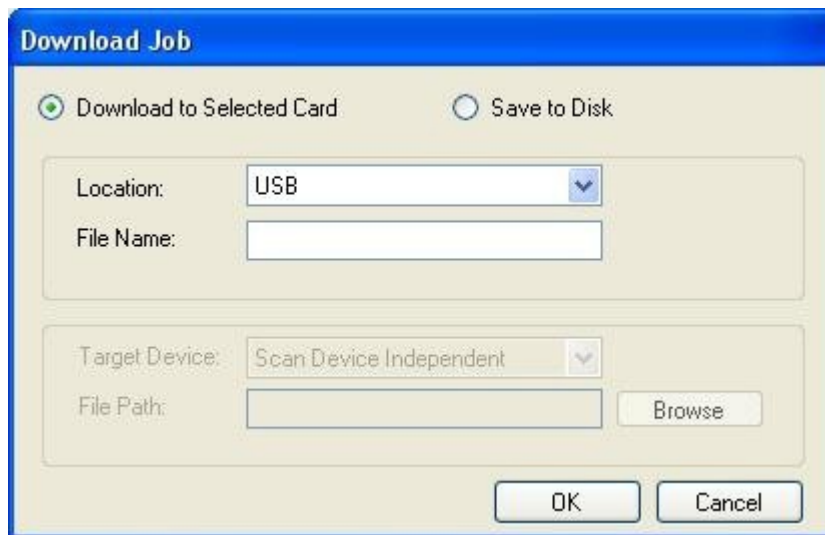 Download Job
Download to Selected Card Save to Disk
Location: USB
File Name:
Target Device: Scan Device Independent
File Path: Browse
OK Cancel